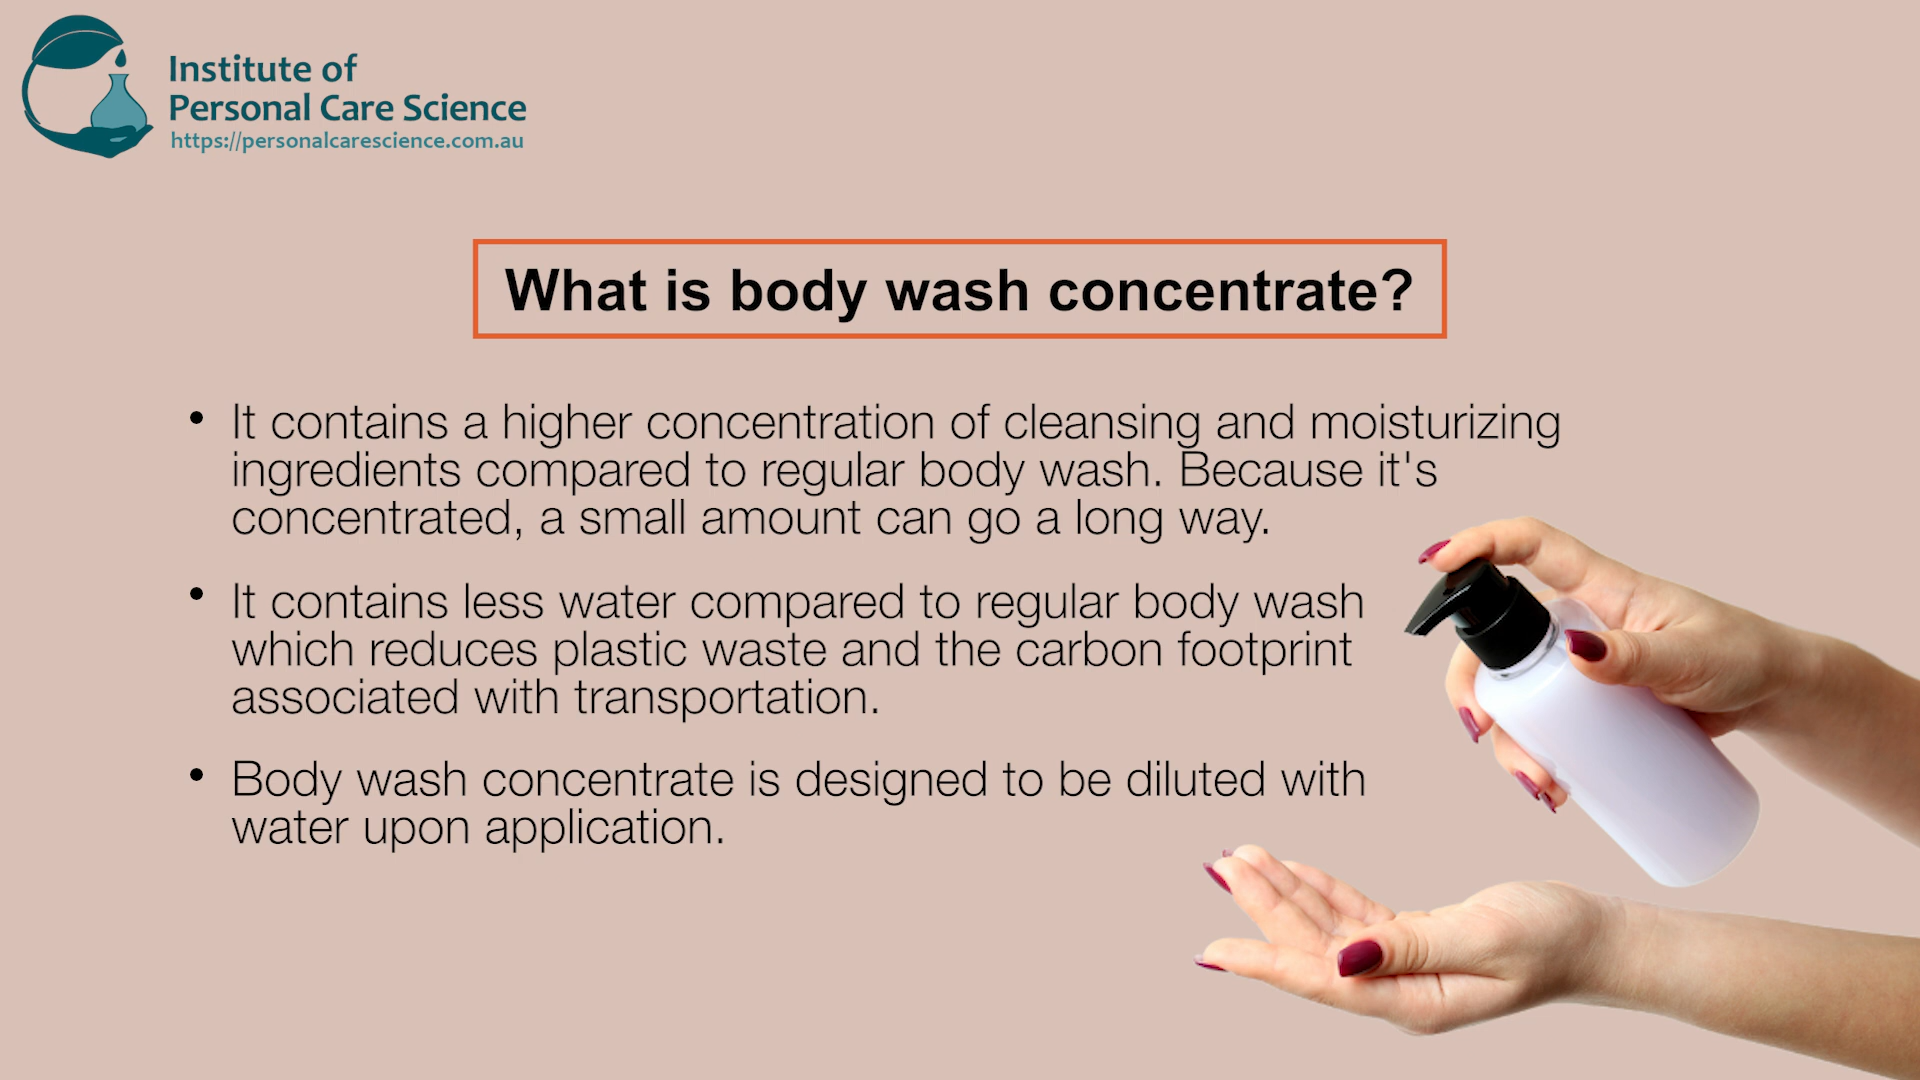 Institute of
Personal Care Science
https://personalcarescience.com.au
What is body wash concentrate?
• It contains a higher concentration of cleansing and moisturizing
ingredients compared to regular body wash. Because it's
concentrated, a small amount can go a long way.
• It contains less water compared to regular body wash
which reduces plastic waste and the carbon footprint
associated with transportation.
• Body wash concentrate is designed to be diluted with
water upon application.